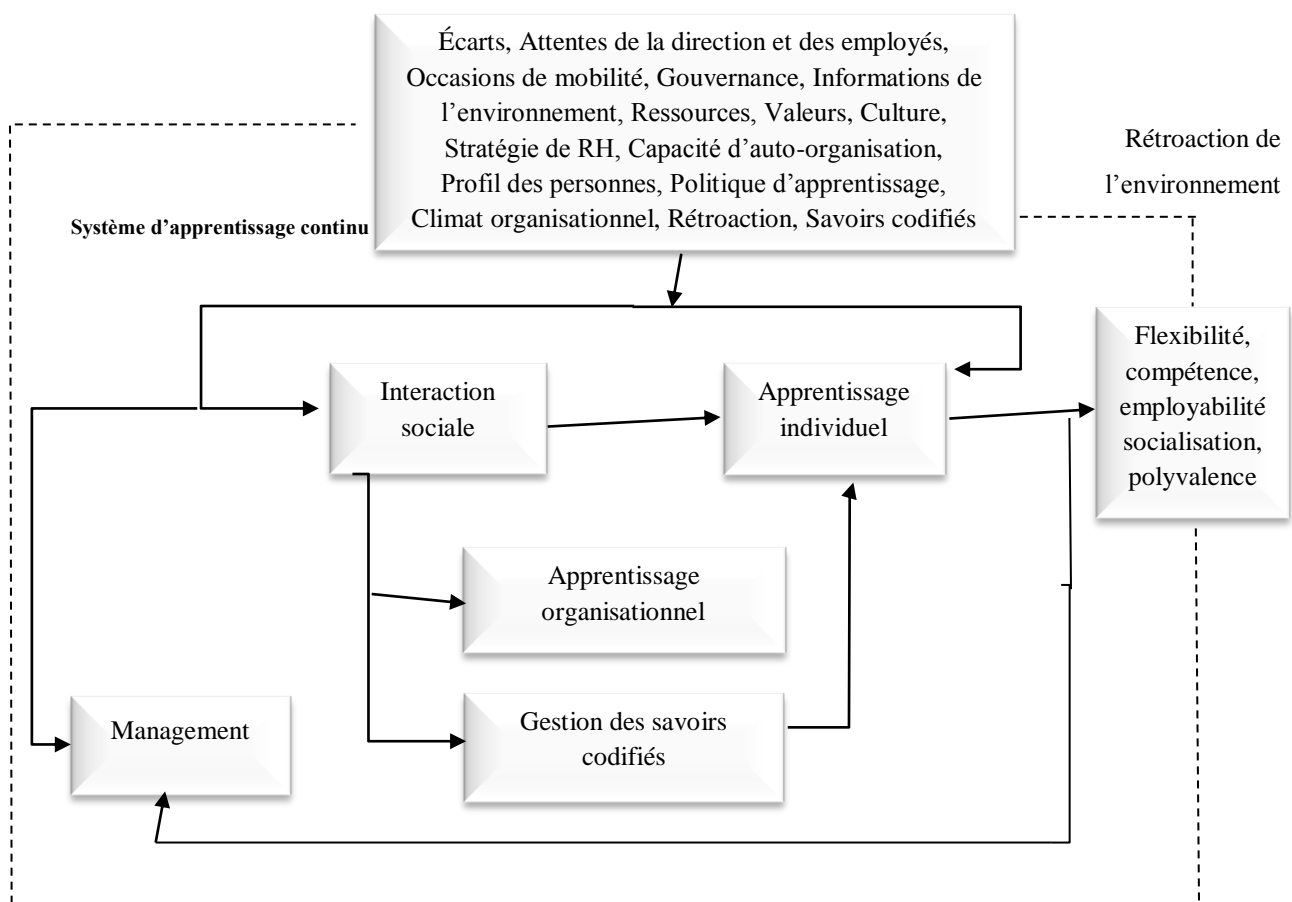 Écarts, Attentes de la direction et des employés,
Occasions de mobilité, Gouvernance, Informations de
l’environnement, Ressources, Valeurs, Culture,
Stratégie de RH, Capacité d’auto-organisation,
Profil des personnes, Politique d’apprentissage,
Climat organisationnel, Rétroaction, Savoirs codifiés
Rétroaction de
l’environnement
Système d’apprentissage continu
Interaction
sociale
Apprentissage
individuel
Flexibilité,
compétence,
employabilité
socialisation,
polyvalence
Apprentissage
organisationnel
Management
Gestion des savoirs
codifiés